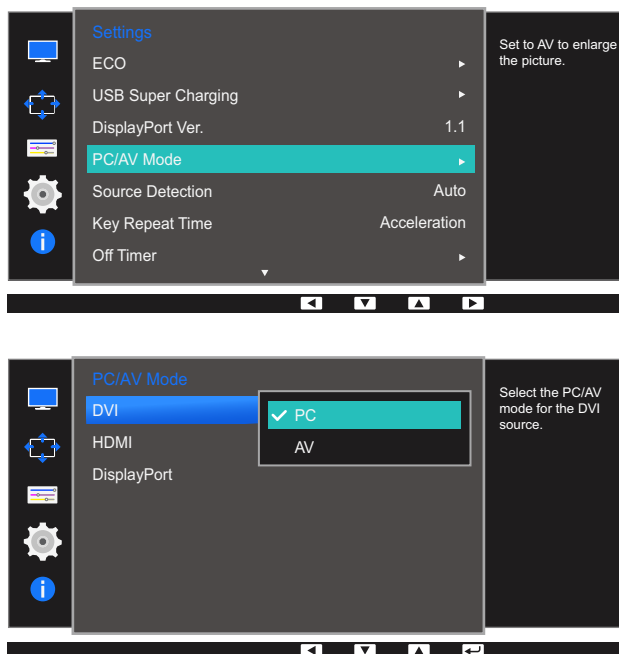 Settings
Set to AV to enlarge
the picture.
ECO
USB Super Charging
DisplayPort Ver. 1.1
PC/AV Mode
Source Detection Auto
Key Repeat Time Acceleration
Off Timer
PC/AV Mode
Select the PC/AV
mode for the DVI
source.
DVI PC
HDMI AV
DisplayPort